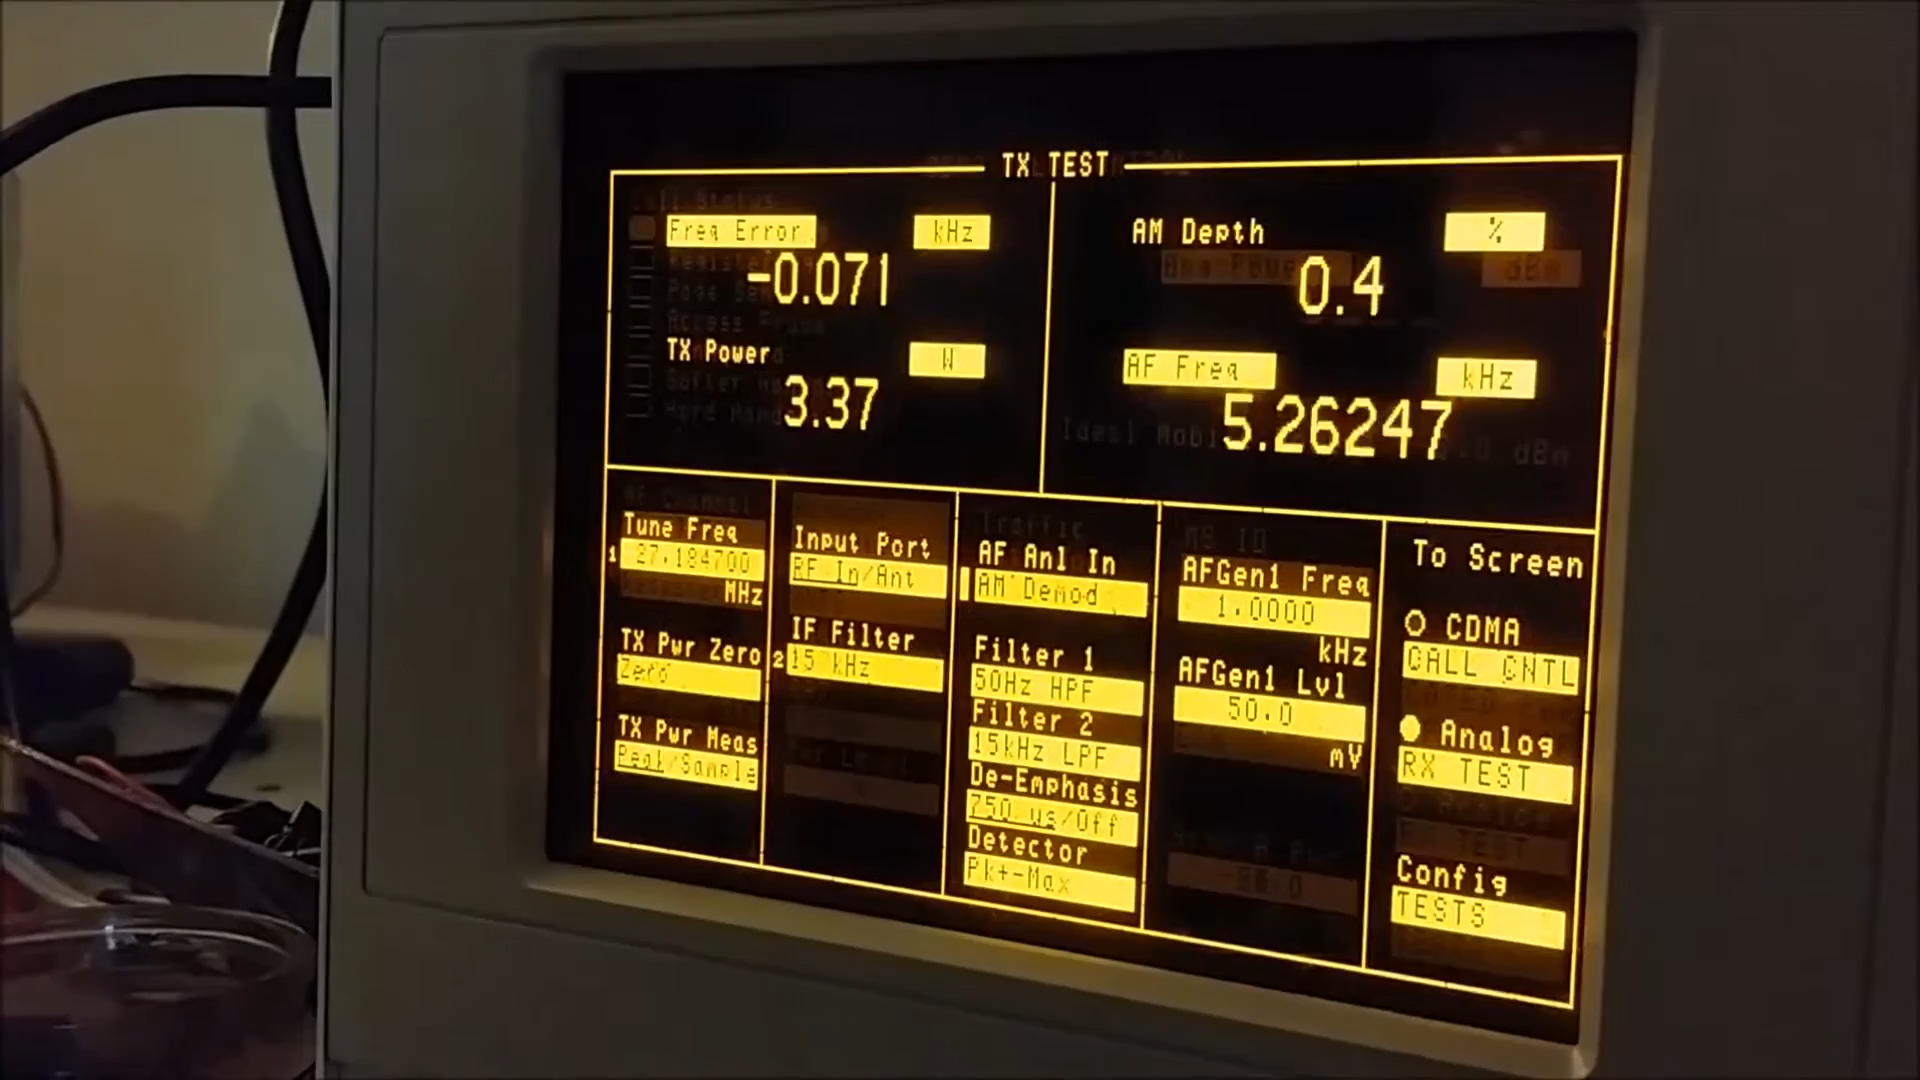 TX TEST
Freq Error kHz
-0.071
TX Power W
3.37
AM Depth %
0.4
AF Freq kHz
5.26247
Tune Freq
1 27.184700
MHz
TX Pwr Zero
Zero
TX Pwr Meas
Peak/Sample
Input Port
RF In/Ant
IF Filter
2 15 kHz
AF Anl In
AM Demod
Filter 1
50Hz HPF
Filter 2
15kHz LPF
De-Emphasis
750 us/Off
Detector
Pk+-Max
AFGen1 Freq
1.0000
kHz
AFGen1 Lvl
50.0
mV
To Screen
CDMA
CALL CNTL
Analog
RX TEST
Config
TESTS